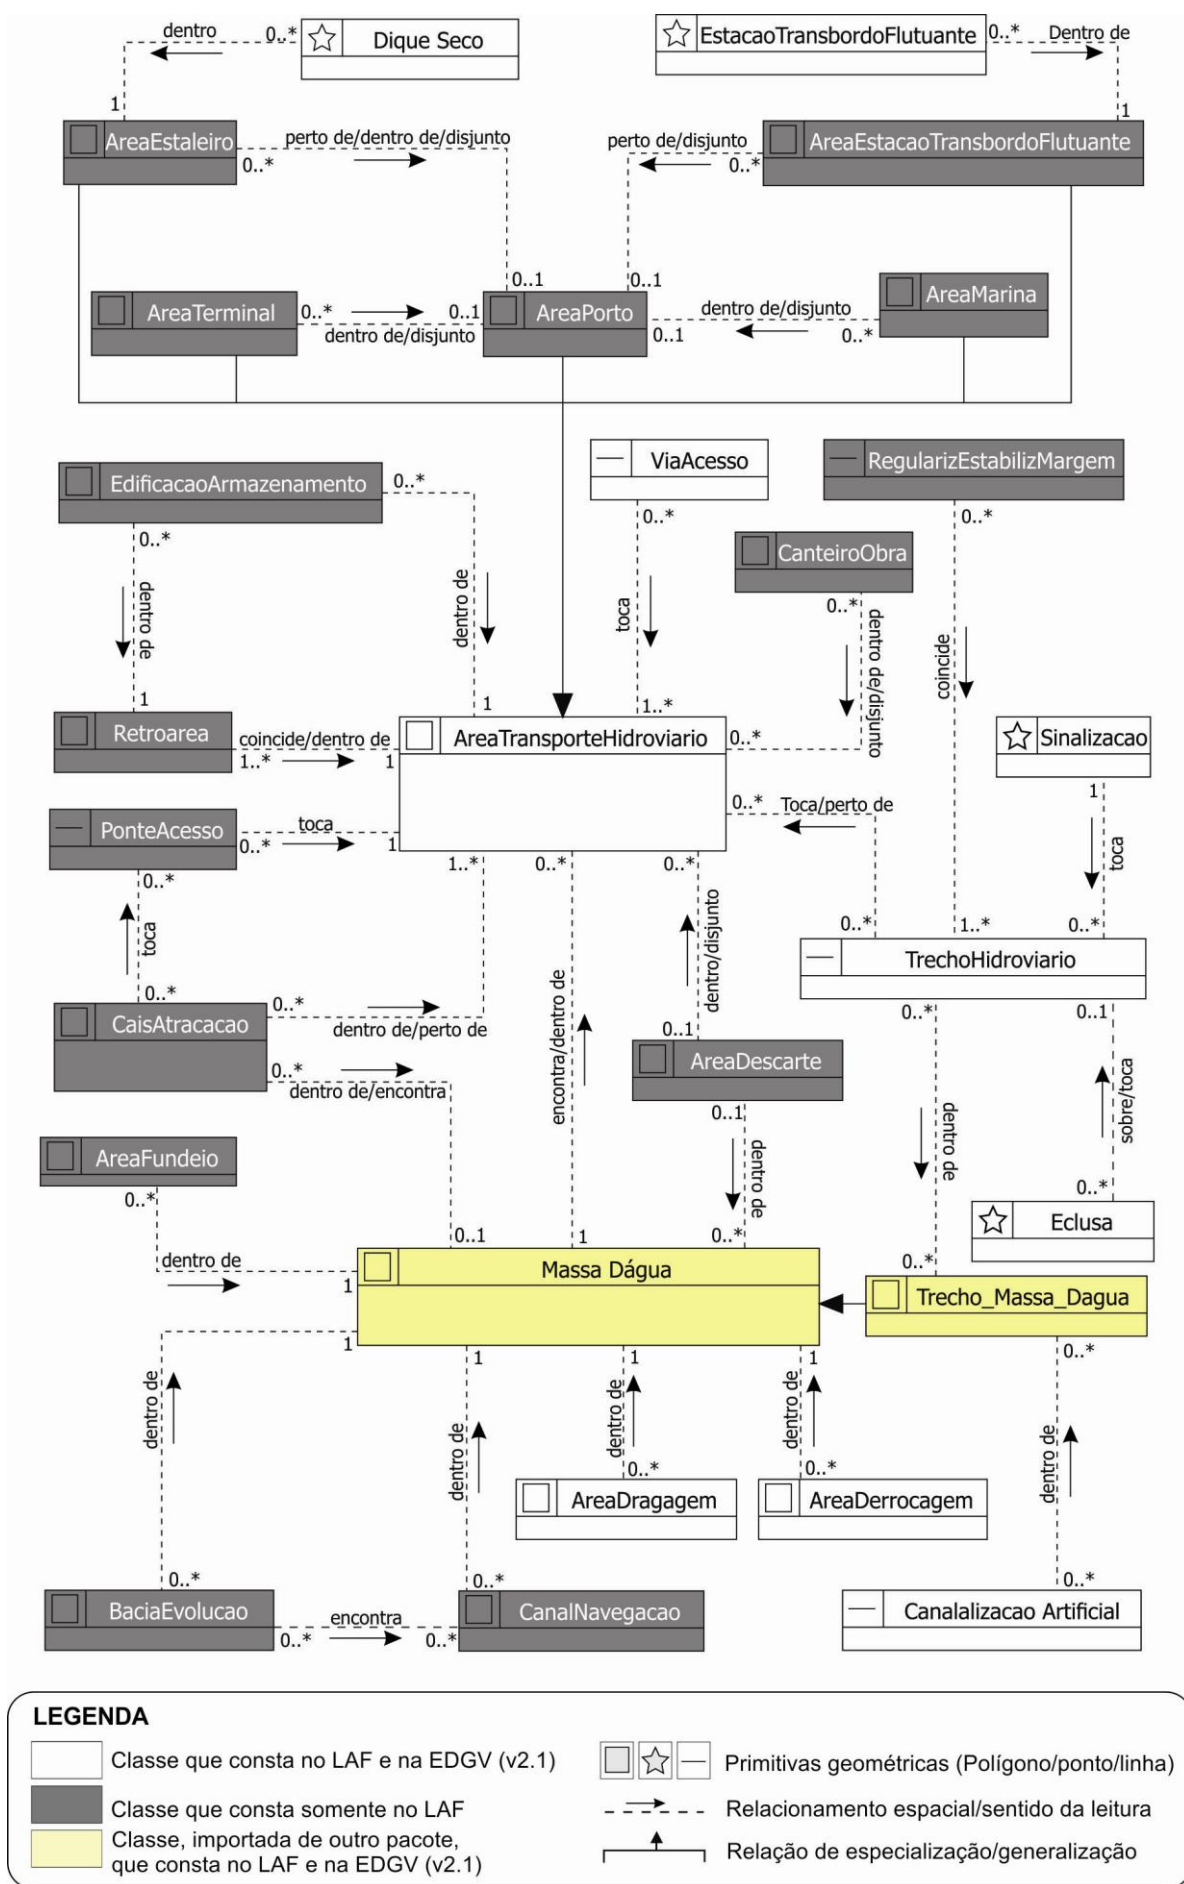 dentro
0..*
Dique Seco
EstacaoTransbordoFlutuante
0..*
Dentro de
1
1
AreaEstaleiro
perto de/dentro de/disjunto
0..*
perto de/disjunto
0..*
AreaEstacaoTransbordoFlutuante
0..1
0..1
AreaTerminal
0..*
0..1
dentro de/disjunto
AreaPorto
dentro de/disjunto
0..1
0..*
AreaMarina
EdificacaoArmazenamento
0..*
0..*
ViaAcesso
0..*
RegularizEstabilizMargem
0..*
CanteiroObra
0..*
dentro de
dentro de
toca
dentro de/disjunto
coincide
1
1
1..*
Retroarea
coincide/dentro de
1..*
1
AreaTransporteHidroviario
0..*
Sinalizacao
1
PonteAcesso
toca
0..*
1
0..*
Toca/perto de
toca
0..*
1..*
0..*
0..*
toca
0..*
1..*
0..*
0..*
TrechoHidroviario
0..*
0..1
CaisAtracacao
0..*
dentro de/perto de
0..*
dentro de/encontra
encontra/dentro de
dentro/disjunto
0..1
AreaDescarte
0..1
dentro de
dentro de
sobre/toca
0..*
Eclusa
AreaFundeio
0..*
dentro de
1
0..1
1
0..*
Massa Dágua
0..*
Trecho_Massa_Dagua
0..*
1
1
1
1
dentro de
dentro de
dentro de
dentro de
dentro de
0..*
AreaDragagem
0..*
AreaDerrocagem
0..*
BaciaEvolucao
encontra
0..*
0..*
0..*
CanalNavegacao
0..*
Canalalizacao Artificial
LEGENDA
Classe que consta no LAF e na EDGV (v2.1)
Classe que consta somente no LAF
Classe, importada de outro pacote,
que consta no LAF e na EDGV (v2.1)
Primitivas geométricas (Polígono/ponto/linha)
Relacionamento espacial/sentido da leitura
Relação de especialização/generalização